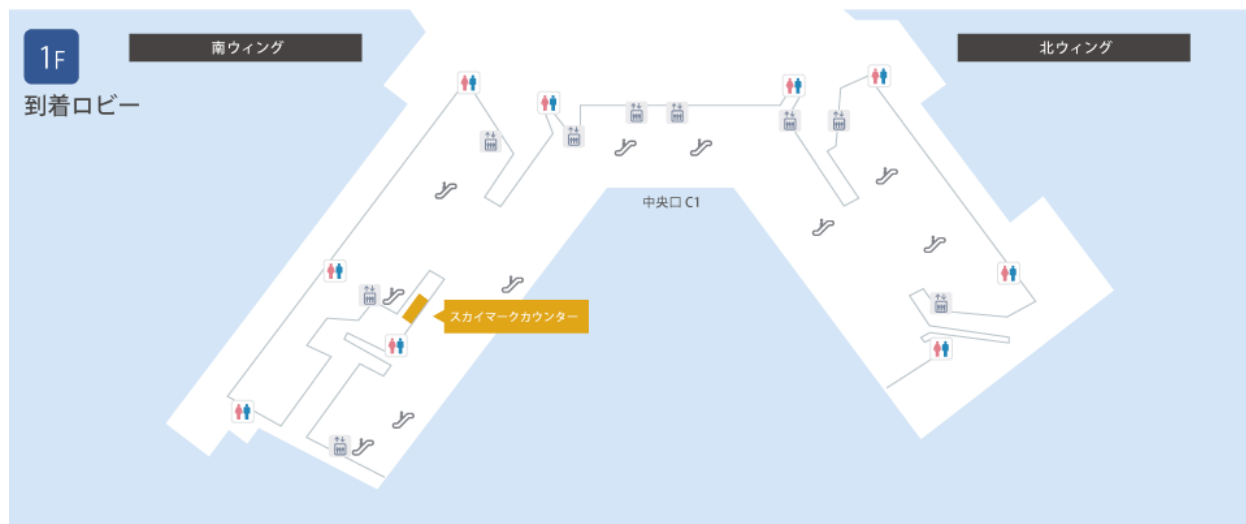 1F
南ウィング
北ウィング
到着ロビー
中央口 C1
スカイマークカウンター